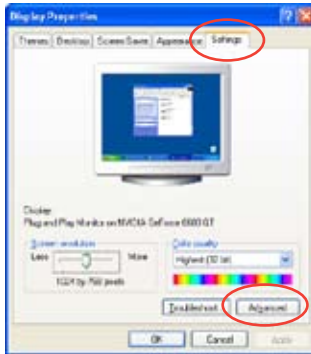 Display Properties
Themes Desktop Screen Saver Appearance Settings
Display:
Plug and Play Monitor on NVIDIA GeForce 6600 GT
Screen resolution
Less More
1024 by 768 pixels
Color quality
Highest (32 bit)
Troubleshoot... Advanced
OK Cancel Apply